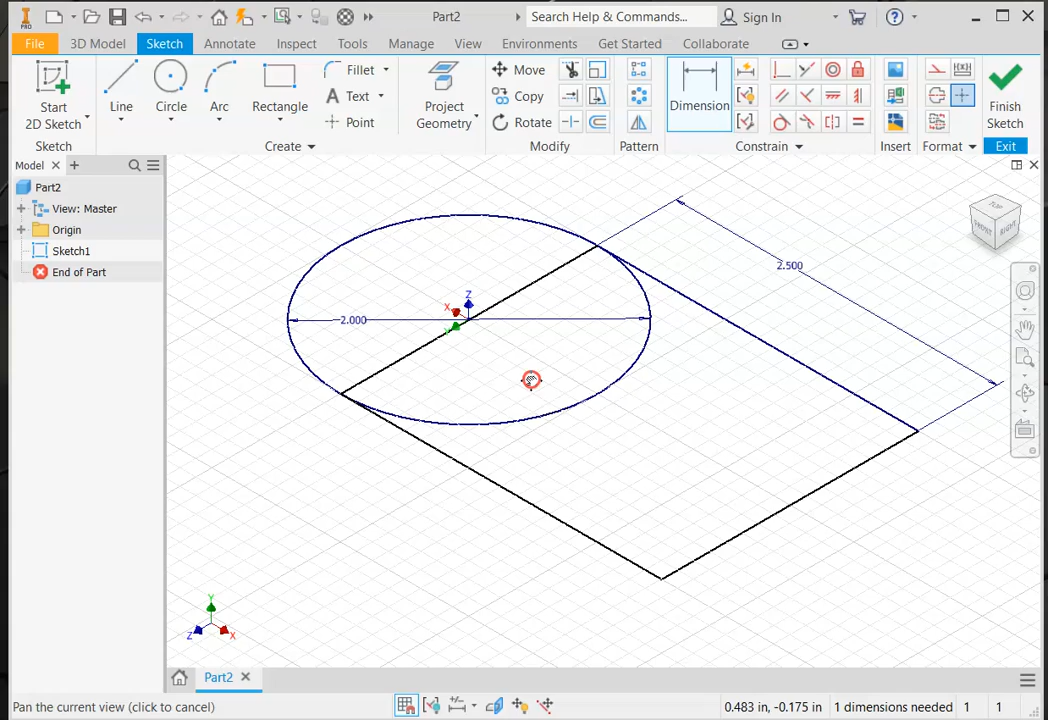 PRO
Part2
Search Help & Commands...
Sign In
File 3D Model Sketch Annotate Inspect Tools Manage View Environments Get Started Collaborate
Start 2D Sketch
Line
Circle
Arc
Rectangle
Fillet
Text
Point
Project Geometry
Move
Copy
Rotate
Dimension
Finish Sketch
Sketch Create Modify Pattern Constrain Insert Format Exit
Model
Part2
View: Master
Origin
Sketch1
End of Part
2.500
2.000
X
Z
Y
TOP
FRONT
RIGHT
Y
Z
X
Part2
Pan the current view (click to cancel)
0.483 in, -0.175 in
1 dimensions needed
1
1